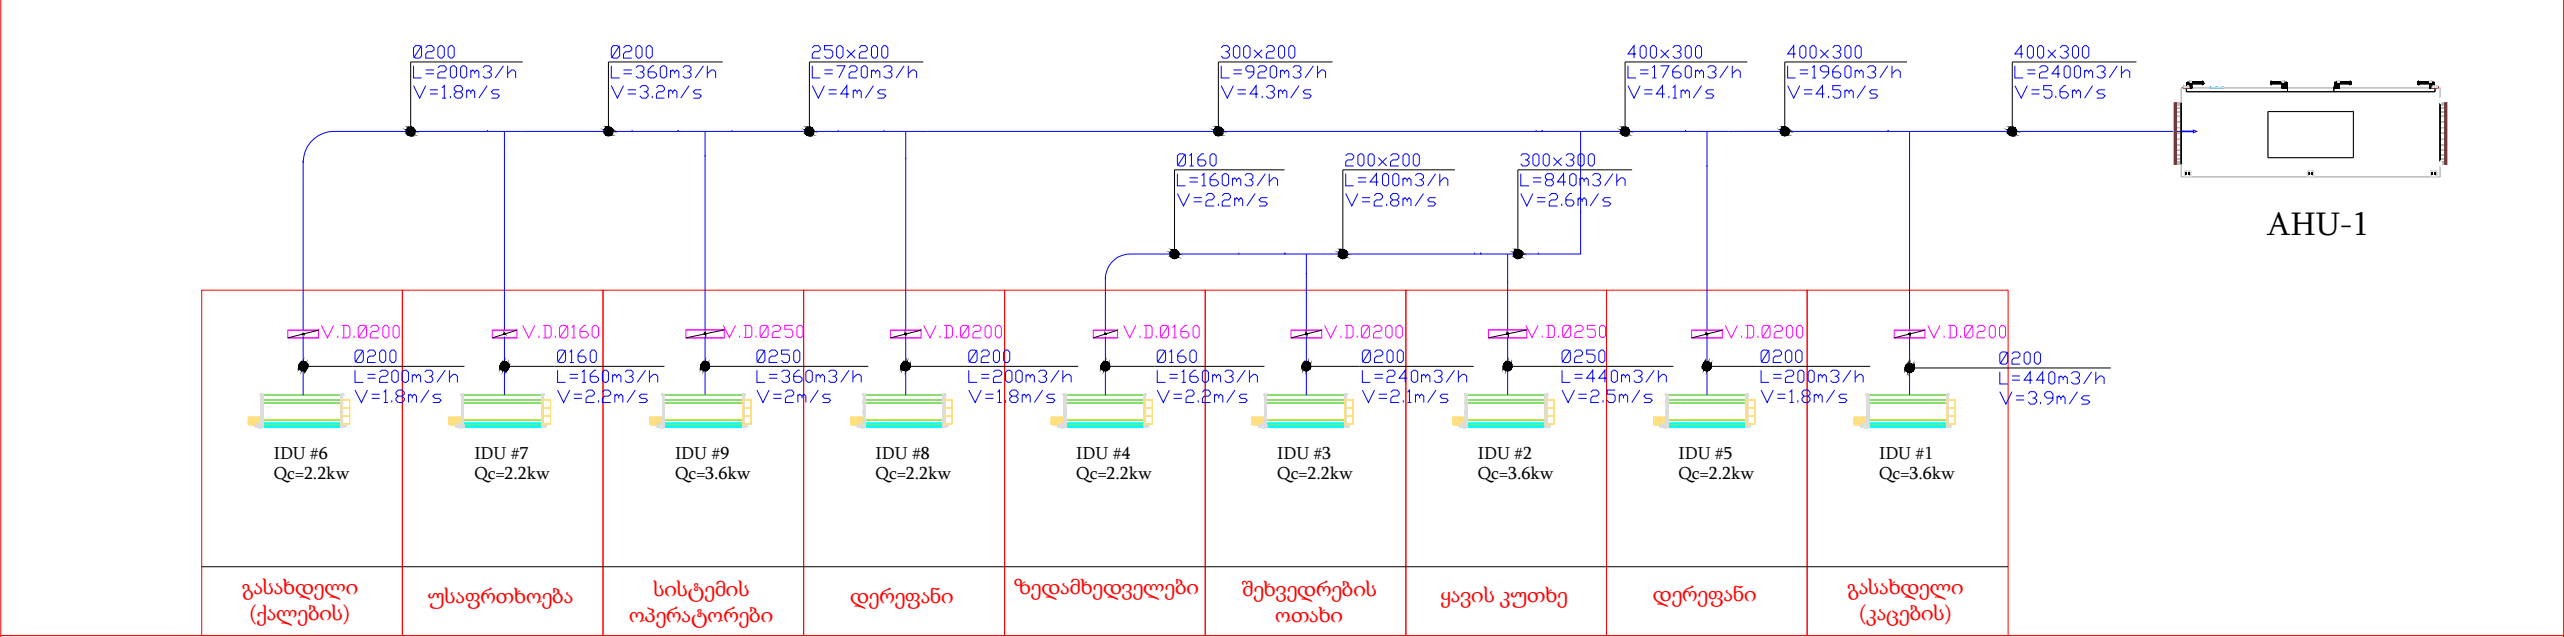 Ø200
L=200m3/h
V=1.8m/s
Ø200
L=360m3/h
V=3.2m/s
250x200
L=720m3/h
V=4m/s
300x200
L=920m3/h
V=4.3m/s
400x300
L=1760m3/h
V=4.1m/s
400x300
L=1960m3/h
V=4.5m/s
400x300
L=2400m3/h
V=5.6m/s
Ø160
L=160m3/h
V=2.2m/s
200x200
L=400m3/h
V=2.8m/s
300x300
L=840m3/h
V=2.6m/s
AHU-1
V.D.Ø200
Ø200
L=200m3/h
V=1.8m/s
IDU #6
Qc=2.2kw
გასახდელი
(ქალების)
V.D.Ø160
Ø160
L=160m3/h
V=2.2m/s
IDU #7
Qc=2.2kw
უსაფრთხოება
V.D.Ø250
Ø250
L=360m3/h
V=2m/s
IDU #9
Qc=3.6kw
სისტემის
ოპერატორები
V.D.Ø200
Ø200
L=200m3/h
V=1.8m/s
IDU #8
Qc=2.2kw
დერეფანი
V.D.Ø160
Ø160
L=160m3/h
V=2.2m/s
IDU #4
Qc=2.2kw
ზედამხედველები
V.D.Ø200
Ø200
L=240m3/h
V=2.1m/s
IDU #3
Qc=2.2kw
შეხვედრების
ოთახი
V.D.Ø250
Ø250
L=440m3/h
V=2.5m/s
IDU #2
Qc=3.6kw
ყავის კუთხე
V.D.Ø200
Ø200
L=200m3/h
V=1.8m/s
IDU #5
Qc=2.2kw
დერეფანი
V.D.Ø200
Ø200
L=440m3/h
V=3.9m/s
IDU #1
Qc=3.6kw
გასახდელი
(კაცების)